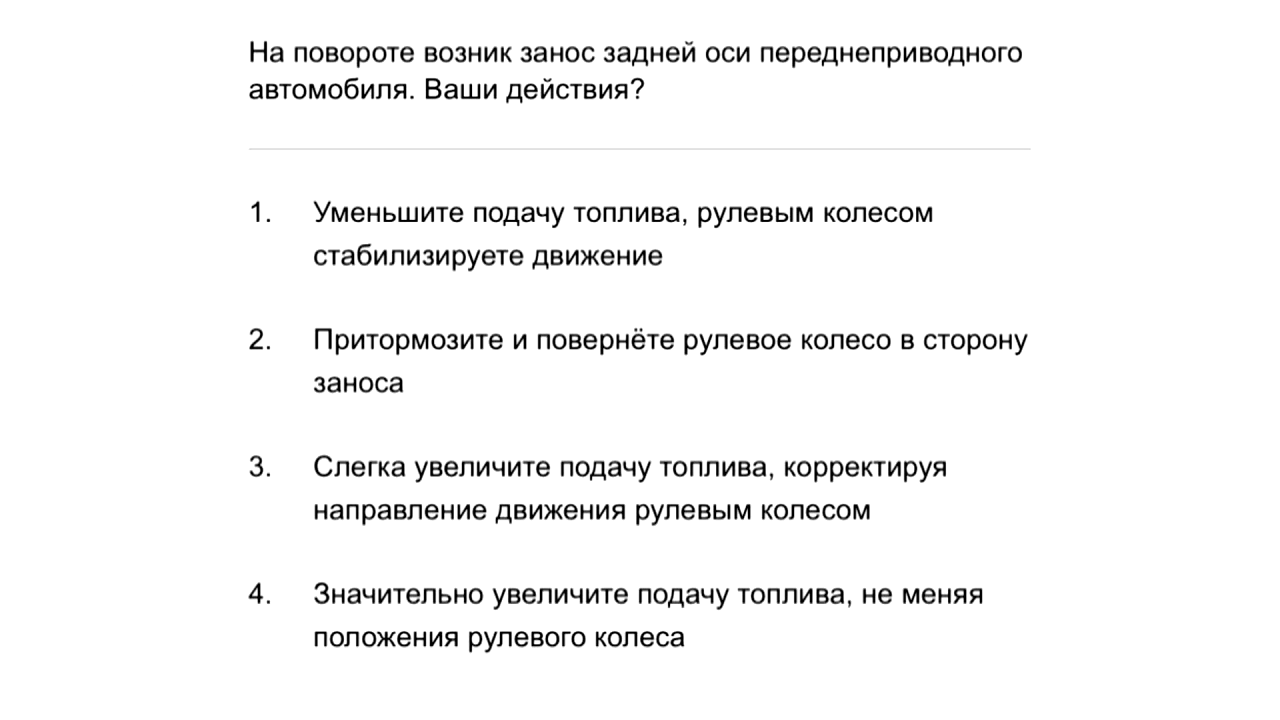 На повороте возник занос задней оси переднеприводного
автомобиля. Ваши действия?
1. Уменьшите подачу топлива, рулевым колесом
стабилизируете движение
2. Притормозите и повернёте рулевое колесо в сторону
заноса
3. Слегка увеличите подачу топлива, корректируя
направление движения рулевым колесом
4. Значительно увеличите подачу топлива, не меняя
положения рулевого колеса